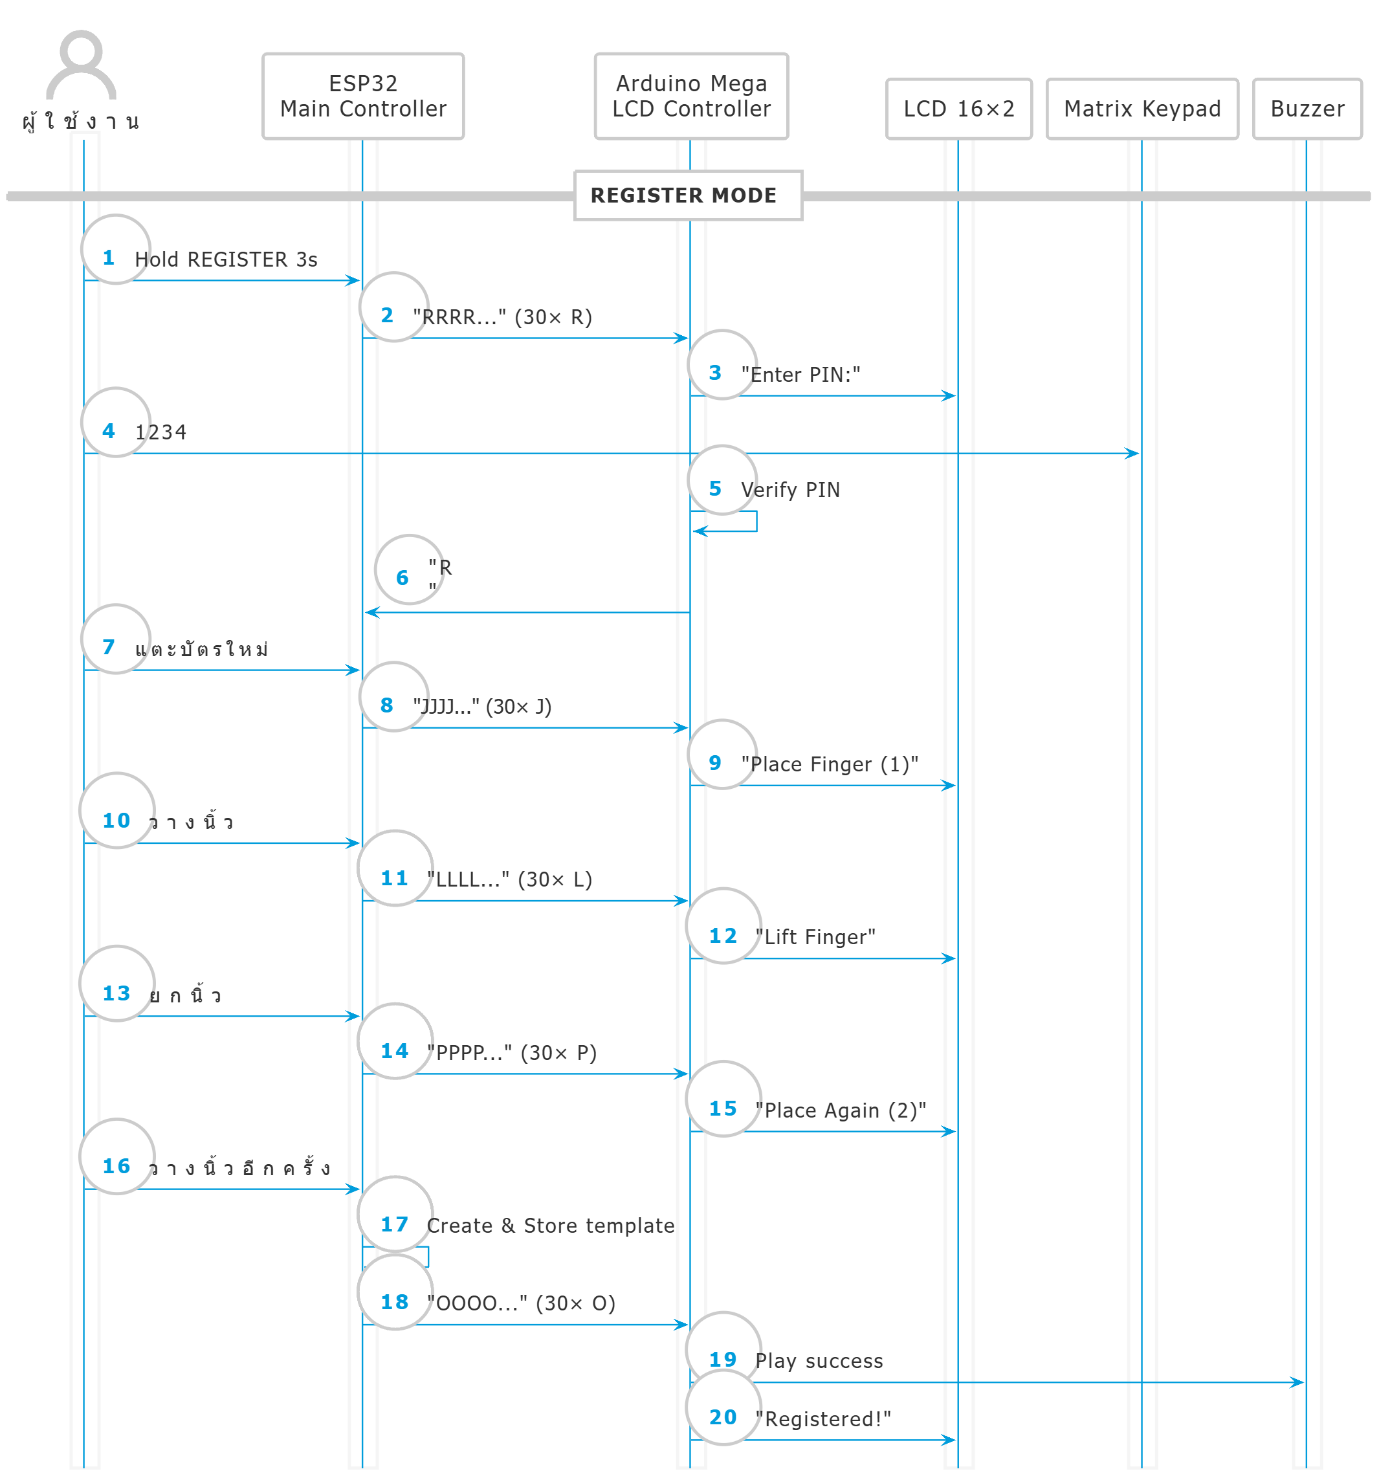 ผู้ใช้งาน
ESP32
Main Controller
Arduino Mega
LCD Controller
LCD 16×2
Matrix Keypad
Buzzer
REGISTER MODE
1 Hold REGISTER 3s
2 "RRRR..." (30× R)
3 "Enter PIN:"
4 1234
5 Verify PIN
6 "R
"
7 แตะบัตรใหม่
8 "JJJJ..." (30× J)
9 "Place Finger (1)"
10 วางนิ้ว
11 "LLLL..." (30× L)
12 "Lift Finger"
13 ยกนิ้ว
14 "PPPP..." (30× P)
15 "Place Again (2)"
16 วางนิ้วอีกครั้ง
17 Create & Store template
18 "OOOO..." (30× O)
19 Play success
20 "Registered!"